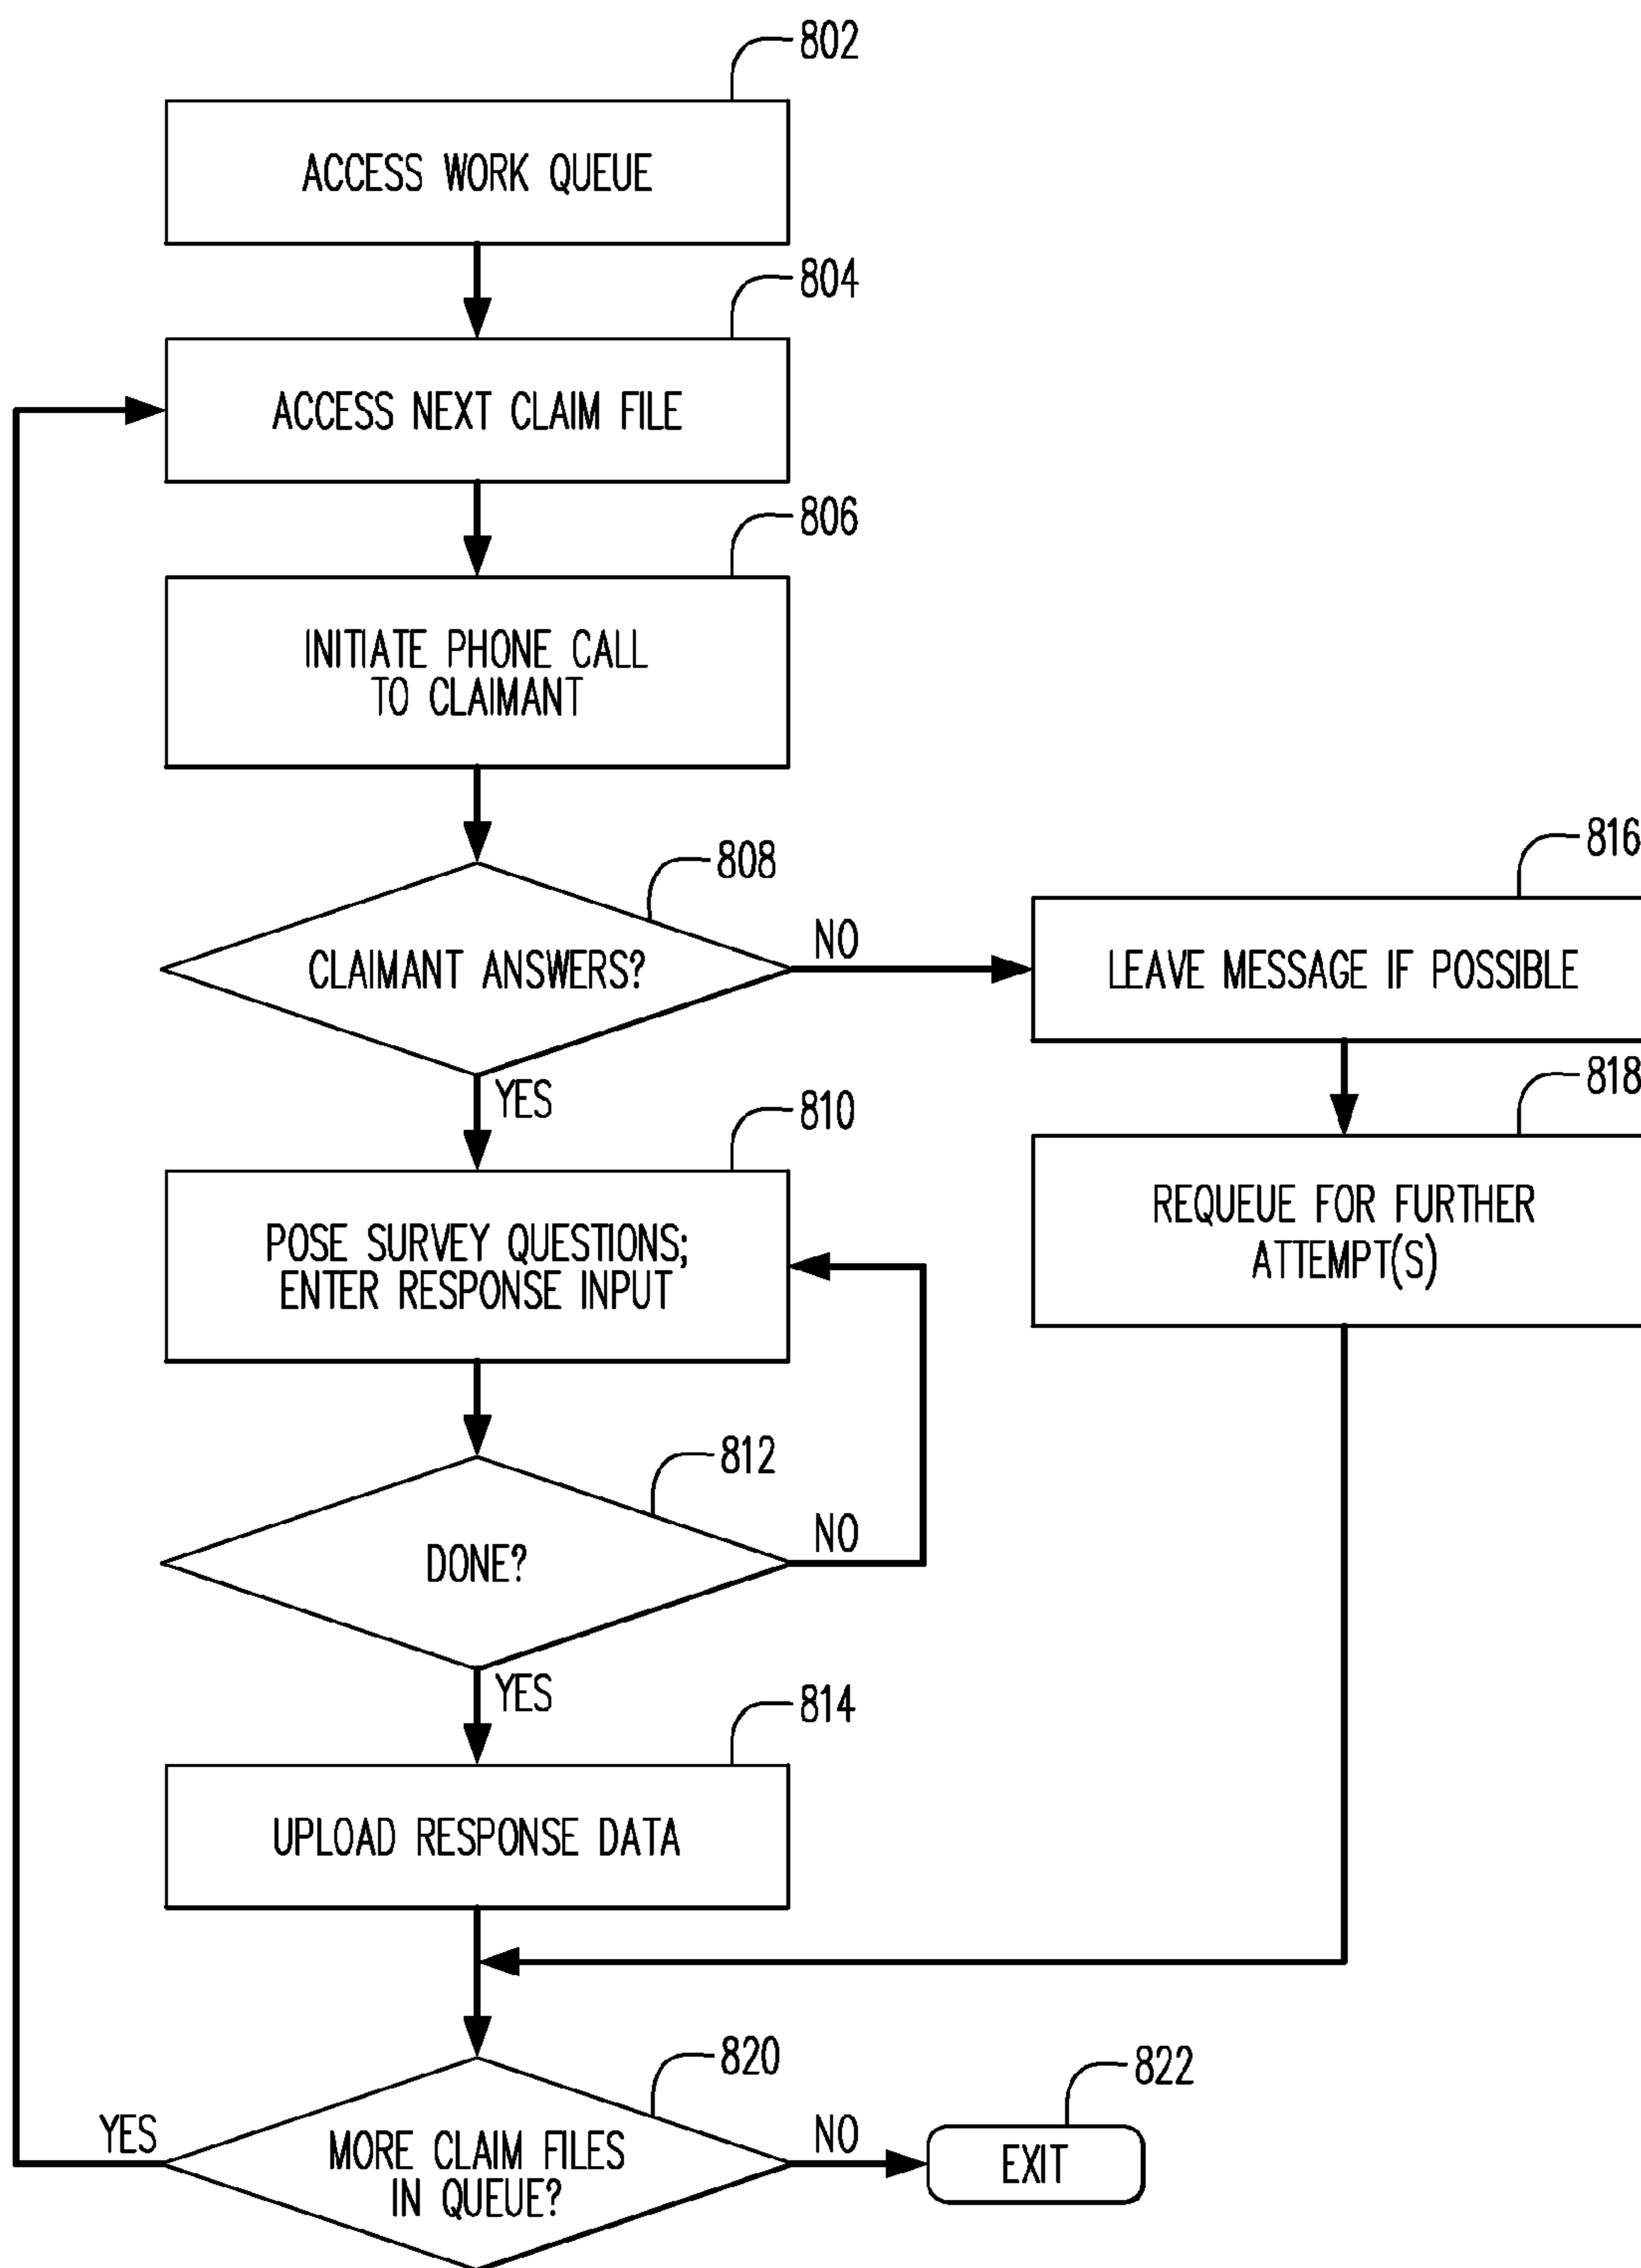 802
ACCESS WORK QUEUE
804
ACCESS NEXT CLAIM FILE
806
INITIATE PHONE CALL
TO CLAIMANT
808
CLAIMANT ANSWERS?
NO
816
LEAVE MESSAGE IF POSSIBLE
YES
818
REQUEUE FOR FURTHER
ATTEMPT(S)
810
POSE SURVEY QUESTIONS;
ENTER RESPONSE INPUT
812
DONE?
NO
YES
814
UPLOAD RESPONSE DATA
820
MORE CLAIM FILES
IN QUEUE?
YES
NO
822
EXIT